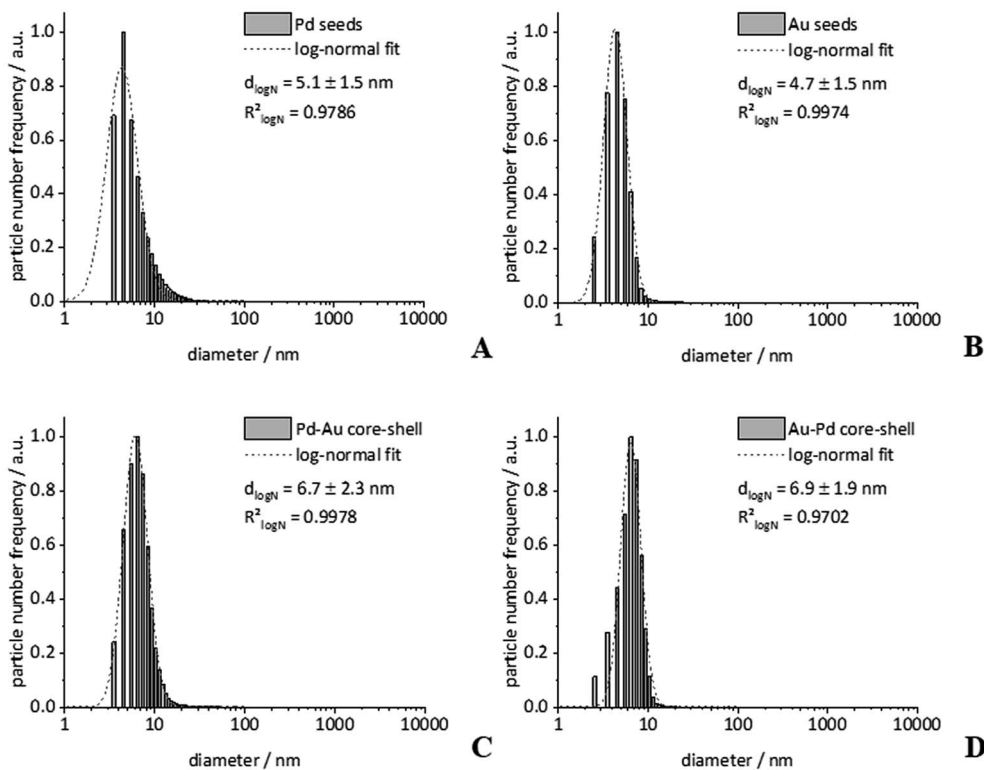 Pd seeds
log-normal fit
d_logN = 5.1 ± 1.5 nm
R²_logN = 0.9786
particle number frequency / a.u.
1.0
0.8
0.6
0.4
0.2
0.0
1 10 100 1000 10000
diameter / nm
A
Au seeds
log-normal fit
d_logN = 4.7 ± 1.5 nm
R²_logN = 0.9974
particle number frequency / a.u.
1.0
0.8
0.6
0.4
0.2
0.0
1 10 100 1000 10000
diameter / nm
B
Pd-Au core-shell
log-normal fit
d_logN = 6.7 ± 2.3 nm
R²_logN = 0.9978
particle number frequency / a.u.
1.0
0.8
0.6
0.4
0.2
0.0
1 10 100 1000 10000
diameter / nm
C
Au-Pd core-shell
log-normal fit
d_logN = 6.9 ± 1.9 nm
R²_logN = 0.9702
particle number frequency / a.u.
1.0
0.8
0.6
0.4
0.2
0.0
1 10 100 1000 10000
diameter / nm
D